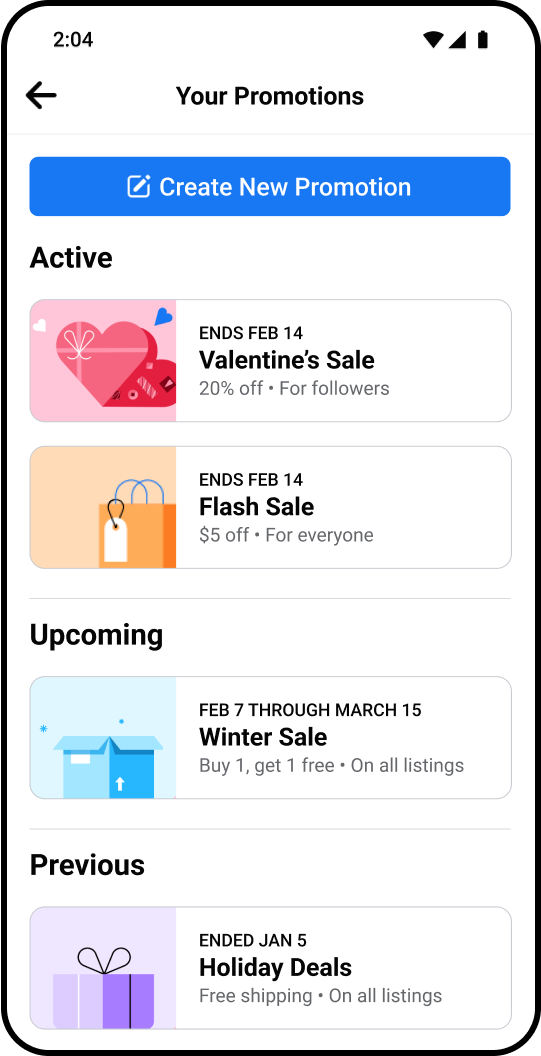 2:04
Your Promotions
Create New Promotion
Active
ENDS FEB 14
Valentine’s Sale
20% off • For followers
ENDS FEB 14
Flash Sale
$5 off • For everyone
Upcoming
FEB 7 THROUGH MARCH 15
Winter Sale
Buy 1, get 1 free • On all listings
Previous
ENDED JAN 5
Holiday Deals
Free shipping • On all listings